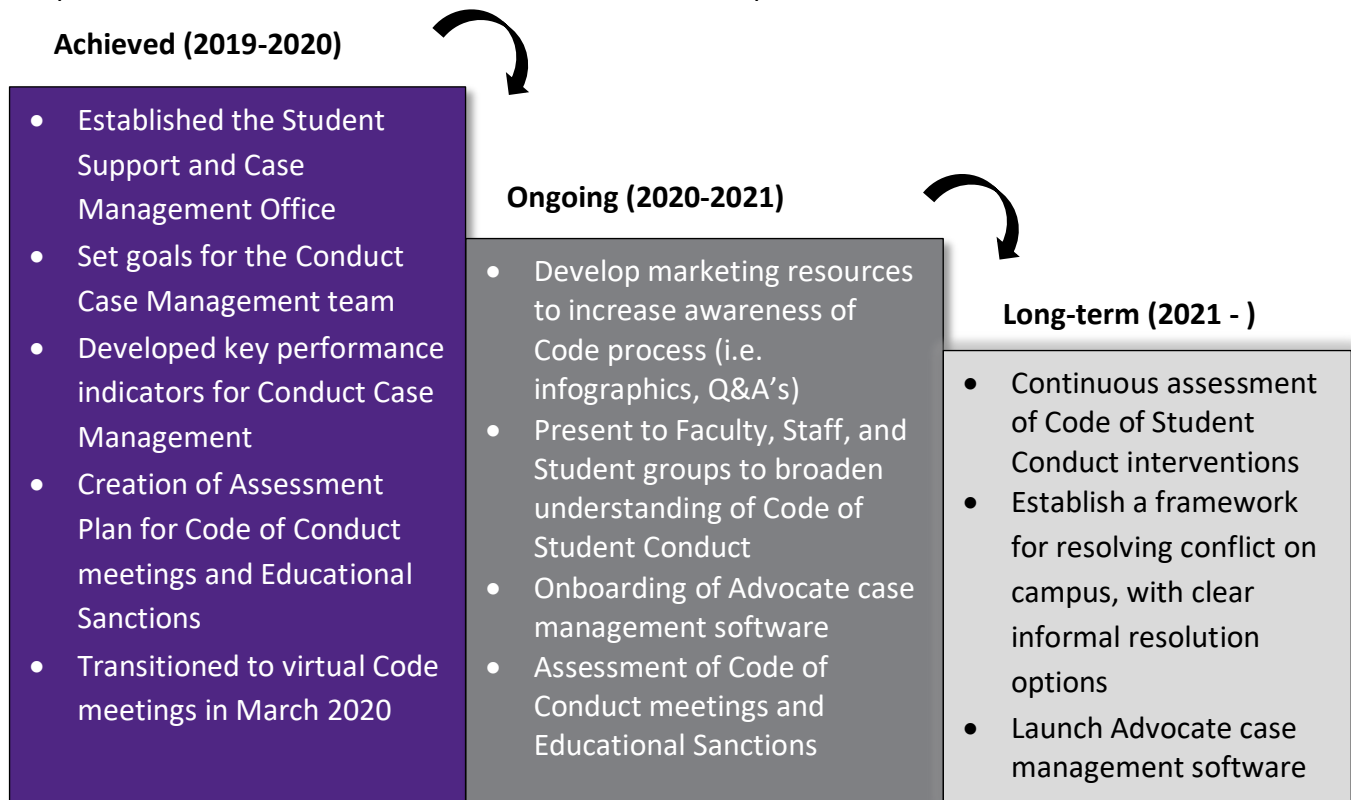 Achieved (2019-2020)
• Established the Student
Support and Case
Management Office
• Set goals for the Conduct
Case Management team
• Developed key performance
indicators for Conduct Case
Management
• Creation of Assessment
Plan for Code of Conduct
meetings and Educational
Sanctions
• Transitioned to virtual Code
meetings in March 2020
Ongoing (2020-2021)
• Develop marketing resources
to increase awareness of
Code process (i.e.
infographics, Q&A’s)
• Present to Faculty, Staff, and
Student groups to broaden
understanding of Code of
Student Conduct
• Onboarding of Advocate case
management software
• Assessment of Code of
Conduct meetings and
Educational Sanctions
Long-term (2021 - )
• Continuous assessment
of Code of Student
Conduct interventions
• Establish a framework
for resolving conflict on
campus, with clear
informal resolution
options
• Launch Advocate case
management software